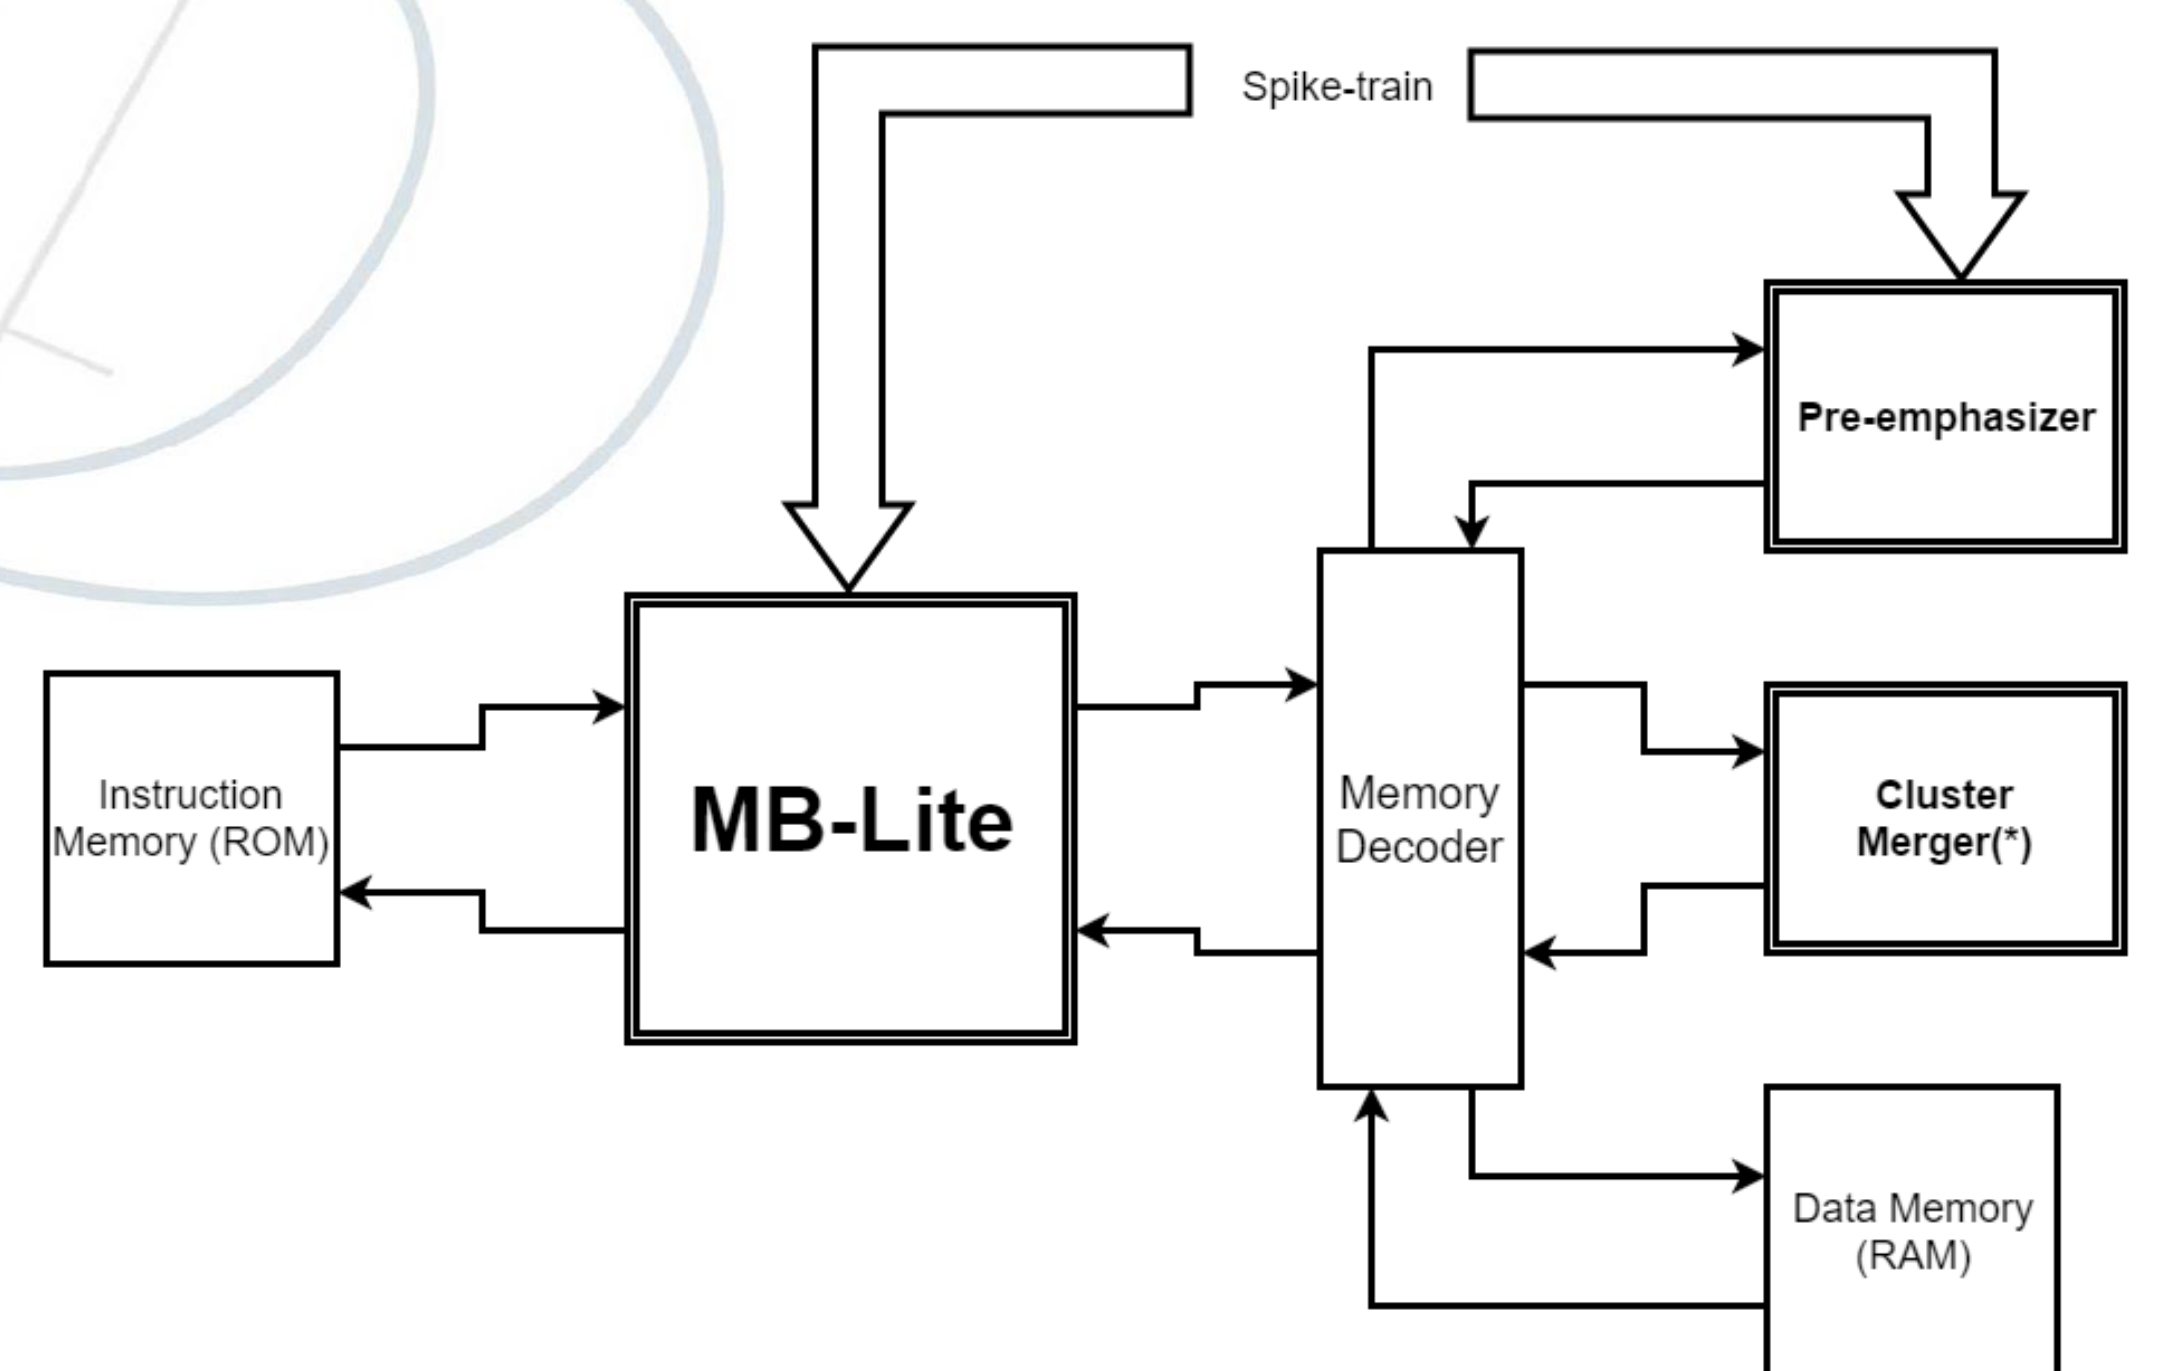 Spike-train
Pre-emphasizer
Instruction
Memory (ROM)
MB-Lite
Memory
Decoder
Cluster
Merger(*)
Data Memory
(RAM)